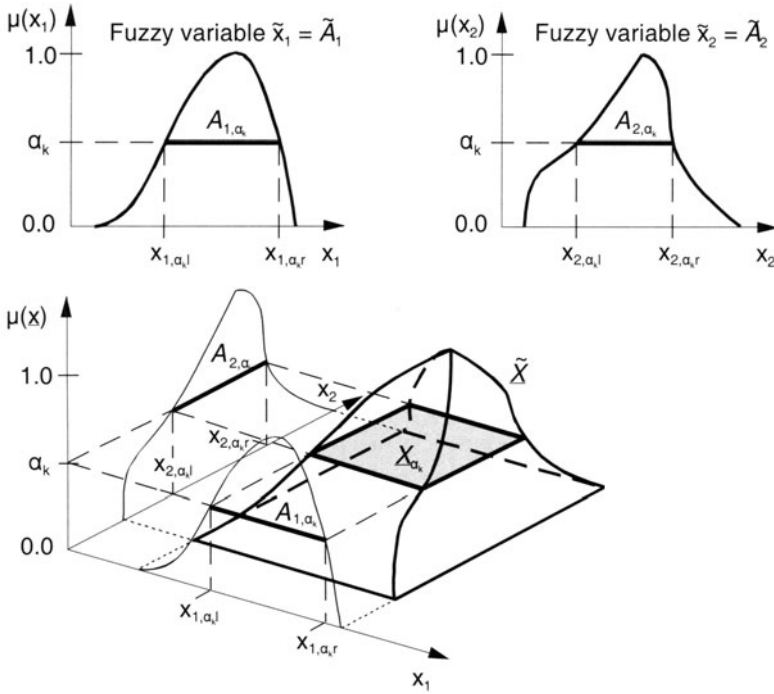 μ(x₁) Fuzzy variable x̃₁ = Ã₁
1.0
A₁,αₖ
αₖ
0.0
x₁,αₖl x₁,αₖr x₁
μ(x₂) Fuzzy variable x̃₂ = Ã₂
1.0
A₂,αₖ
αₖ
0.0
x₂,αₖl x₂,αₖr x₂
μ(x̲)
1.0
A₂,αₖ
x₂
X̲̃
αₖ
x₂,αₖr
x₂,αₖl
X̲αₖ
A₁,αₖ
0.0
x₁,αₖl
x₁,αₖr
x₁